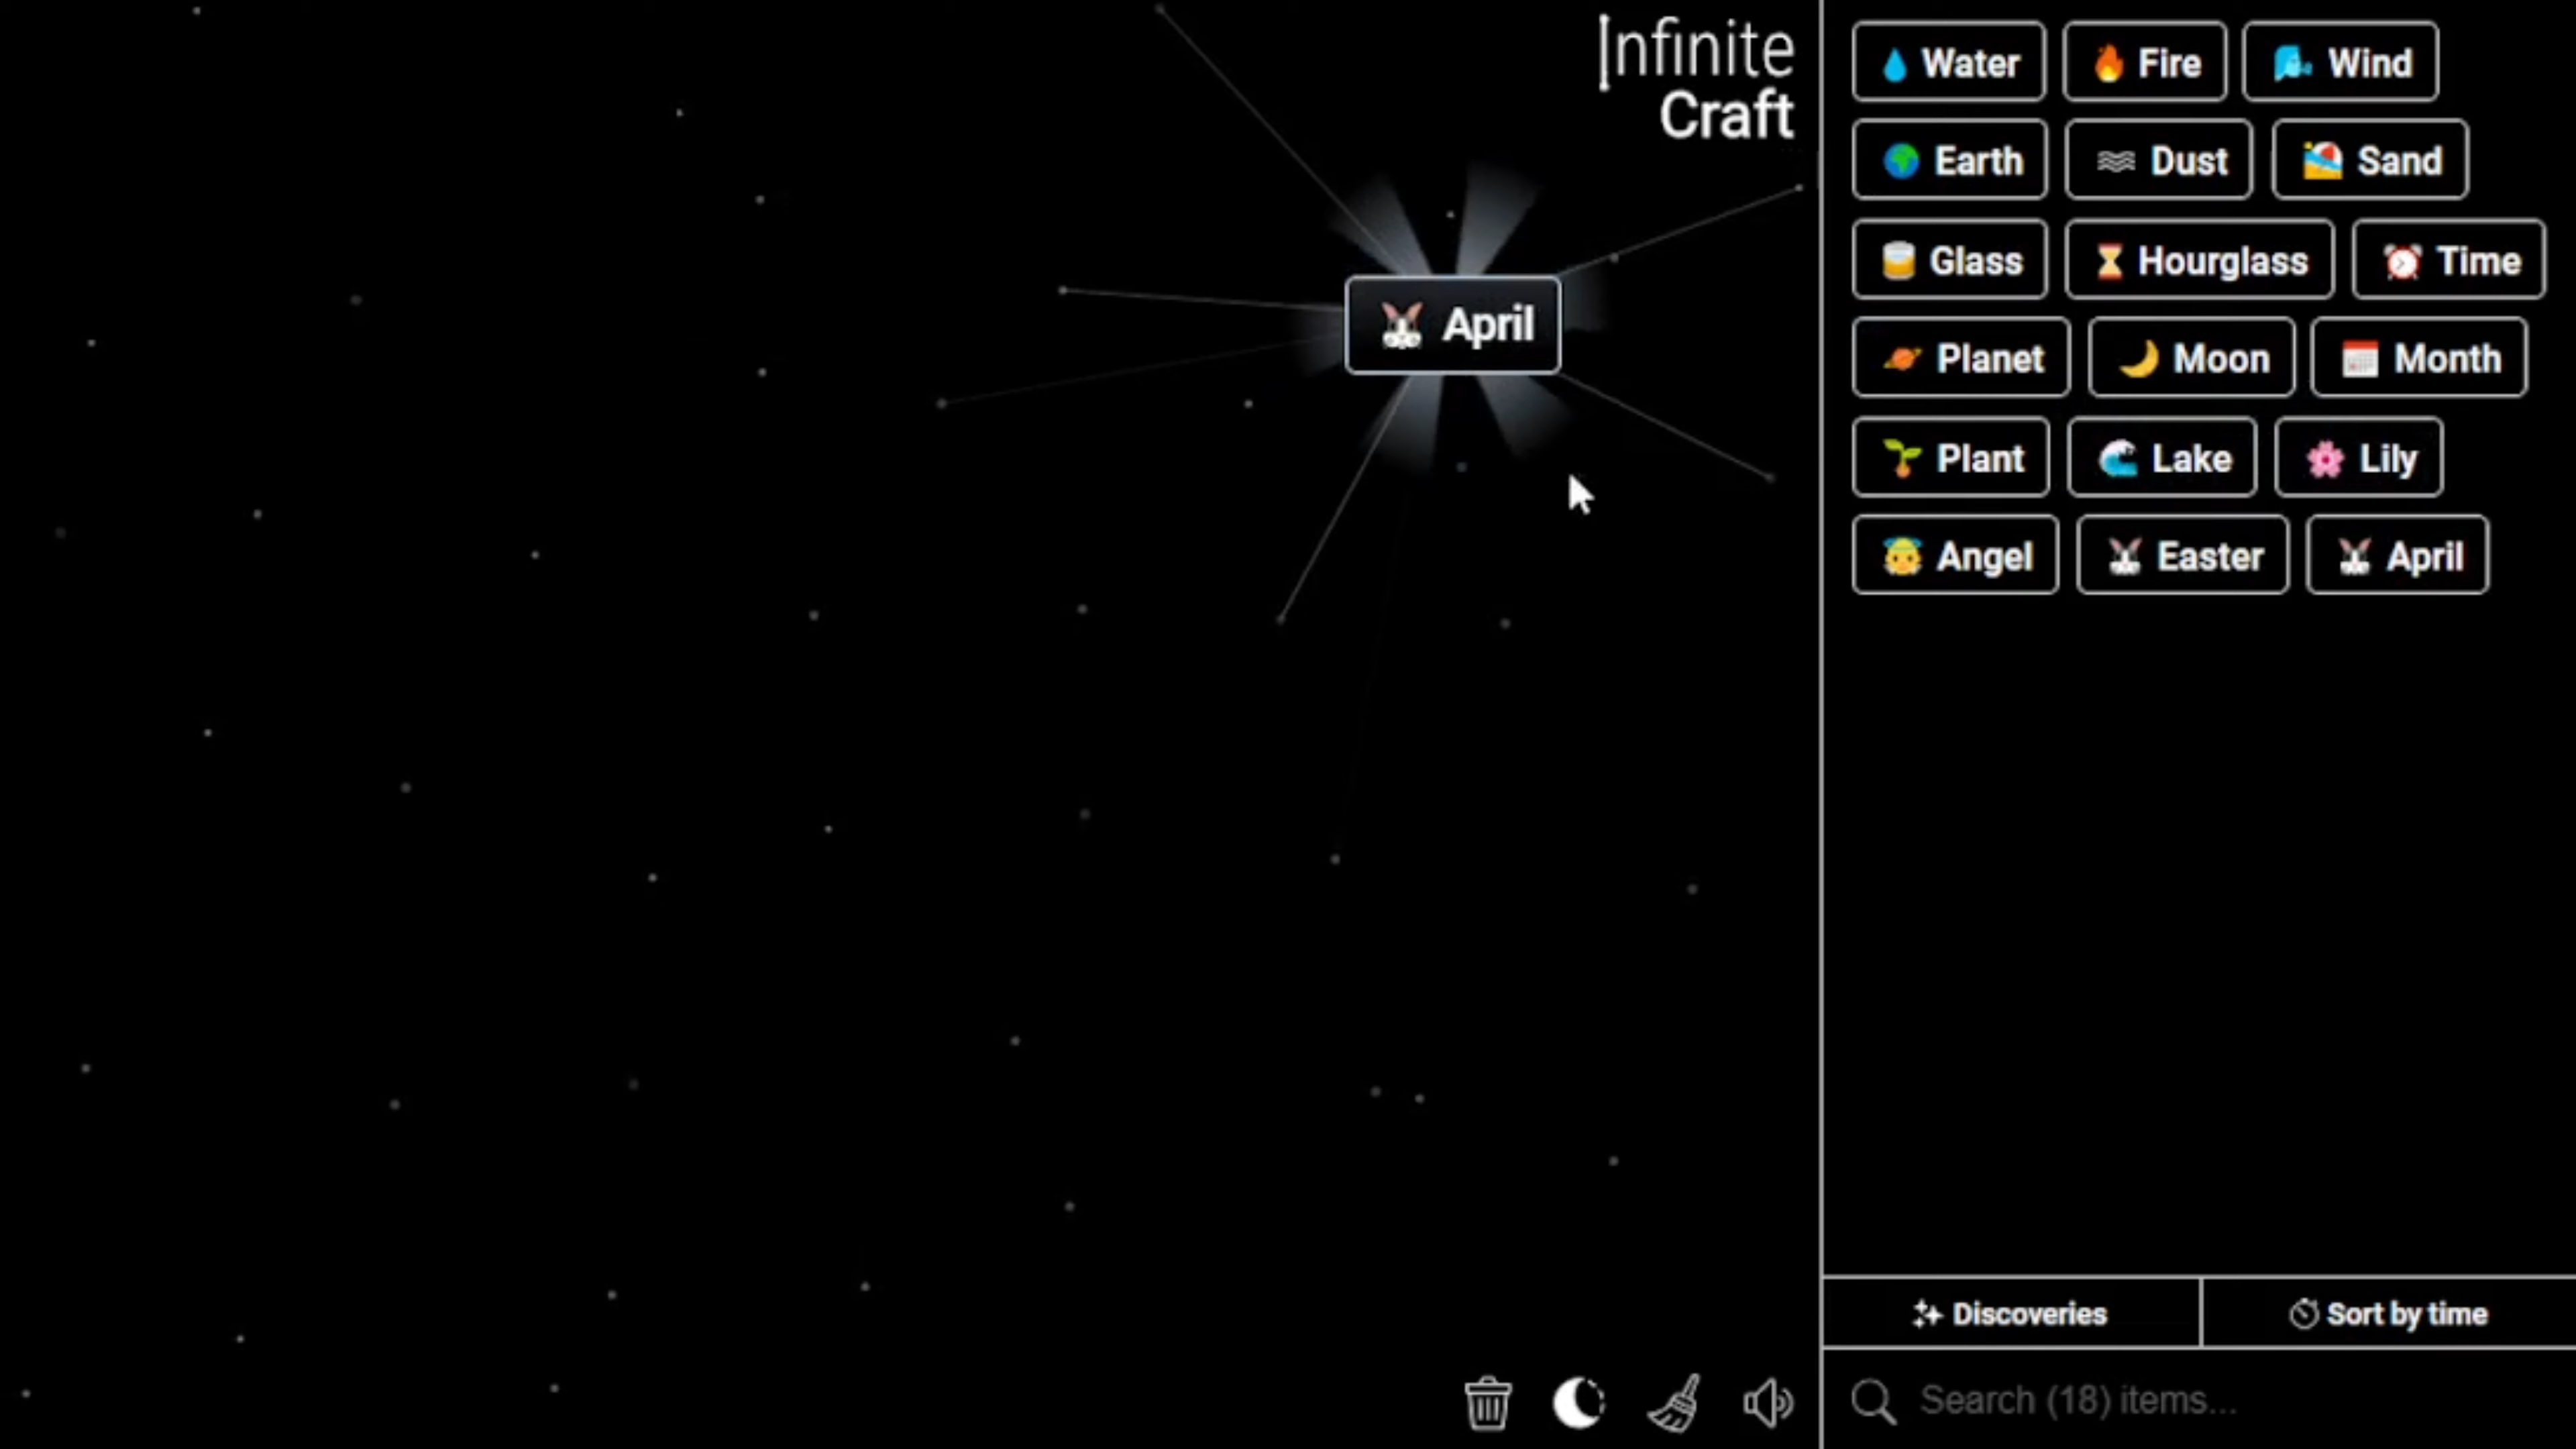 Infinite
Craft
April
Water Fire Wind
Earth Dust Sand
Glass Hourglass Time
Planet Moon Month
Plant Lake Lily
Angel Easter April
Discoveries Sort by time
Search (18) items...